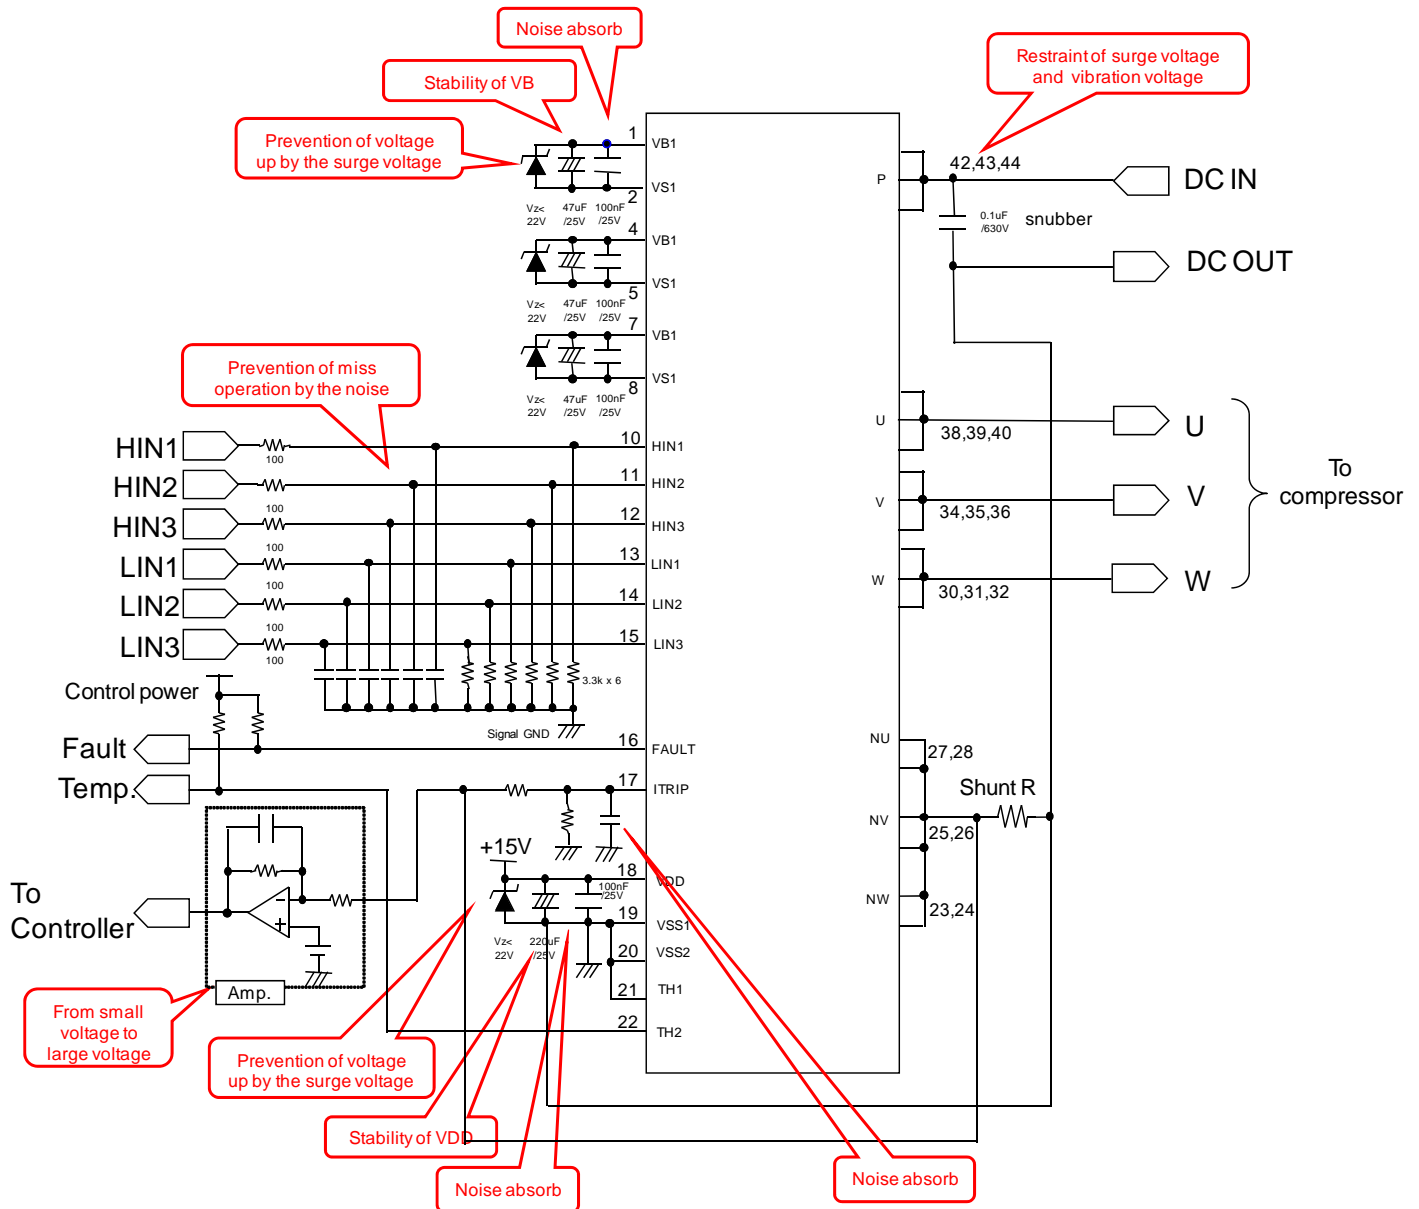 Noise absorb
Restraint of surge voltage
and vibration voltage
Stability of VB
Prevention of voltage
up by the surge voltage
1
VB1
VS1
2
Vz<
22V
47uF
/25V
100nF
/25V
4
VB1
VS1
5
Vz<
22V
47uF
/25V
100nF
/25V
7
VB1
VS1
8
Vz<
22V
47uF
/25V
100nF
/25V
P
42,43,44
DC IN
0.1uF
/630V
snubber
DC OUT
Prevention of miss
operation by the noise
HIN1
100
10
HIN1
HIN2
11
HIN2
HIN3
100
12
HIN3
LIN1
100
13
LIN1
LIN2
100
14
LIN2
LIN3
100
100
15
LIN3
U
38,39,40
U
V
34,35,36
V
W
30,31,32
W
To
compressor
3.3k x 6
Signal GND
Control power
Fault
16
FAULT
Temp.
17
ITRIP
NU
27,28
Shunt R
NV
25,26
NW
23,24
+15V
18
VDD
100nF
/25V
19
VSS1
Vz<
22V
220uF
/25V
20
VSS2
21
TH1
22
TH2
To
Controller
Amp.
From small
voltage to
large voltage
Prevention of voltage
up by the surge voltage
Stability of VDD
Noise absorb
Noise absorb